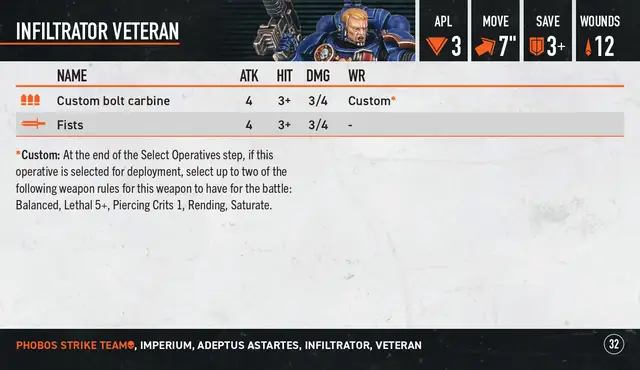 INFILTRATOR VETERAN
APL 3
MOVE 7"
SAVE 3+
WOUNDS 12
NAME ATK HIT DMG WR
Custom bolt carbine 4 3+ 3/4 Custom*
Fists 4 3+ 3/4 -
*Custom: At the end of the Select Operatives step, if this
operative is selected for deployment, select up to two of the
following weapon rules for this weapon to have for the battle:
Balanced, Lethal 5+, Piercing Crits 1, Rending, Saturate.
PHOBOS STRIKE TEAM, IMPERIUM, ADEPTUS ASTARTES, INFILTRATOR, VETERAN
32